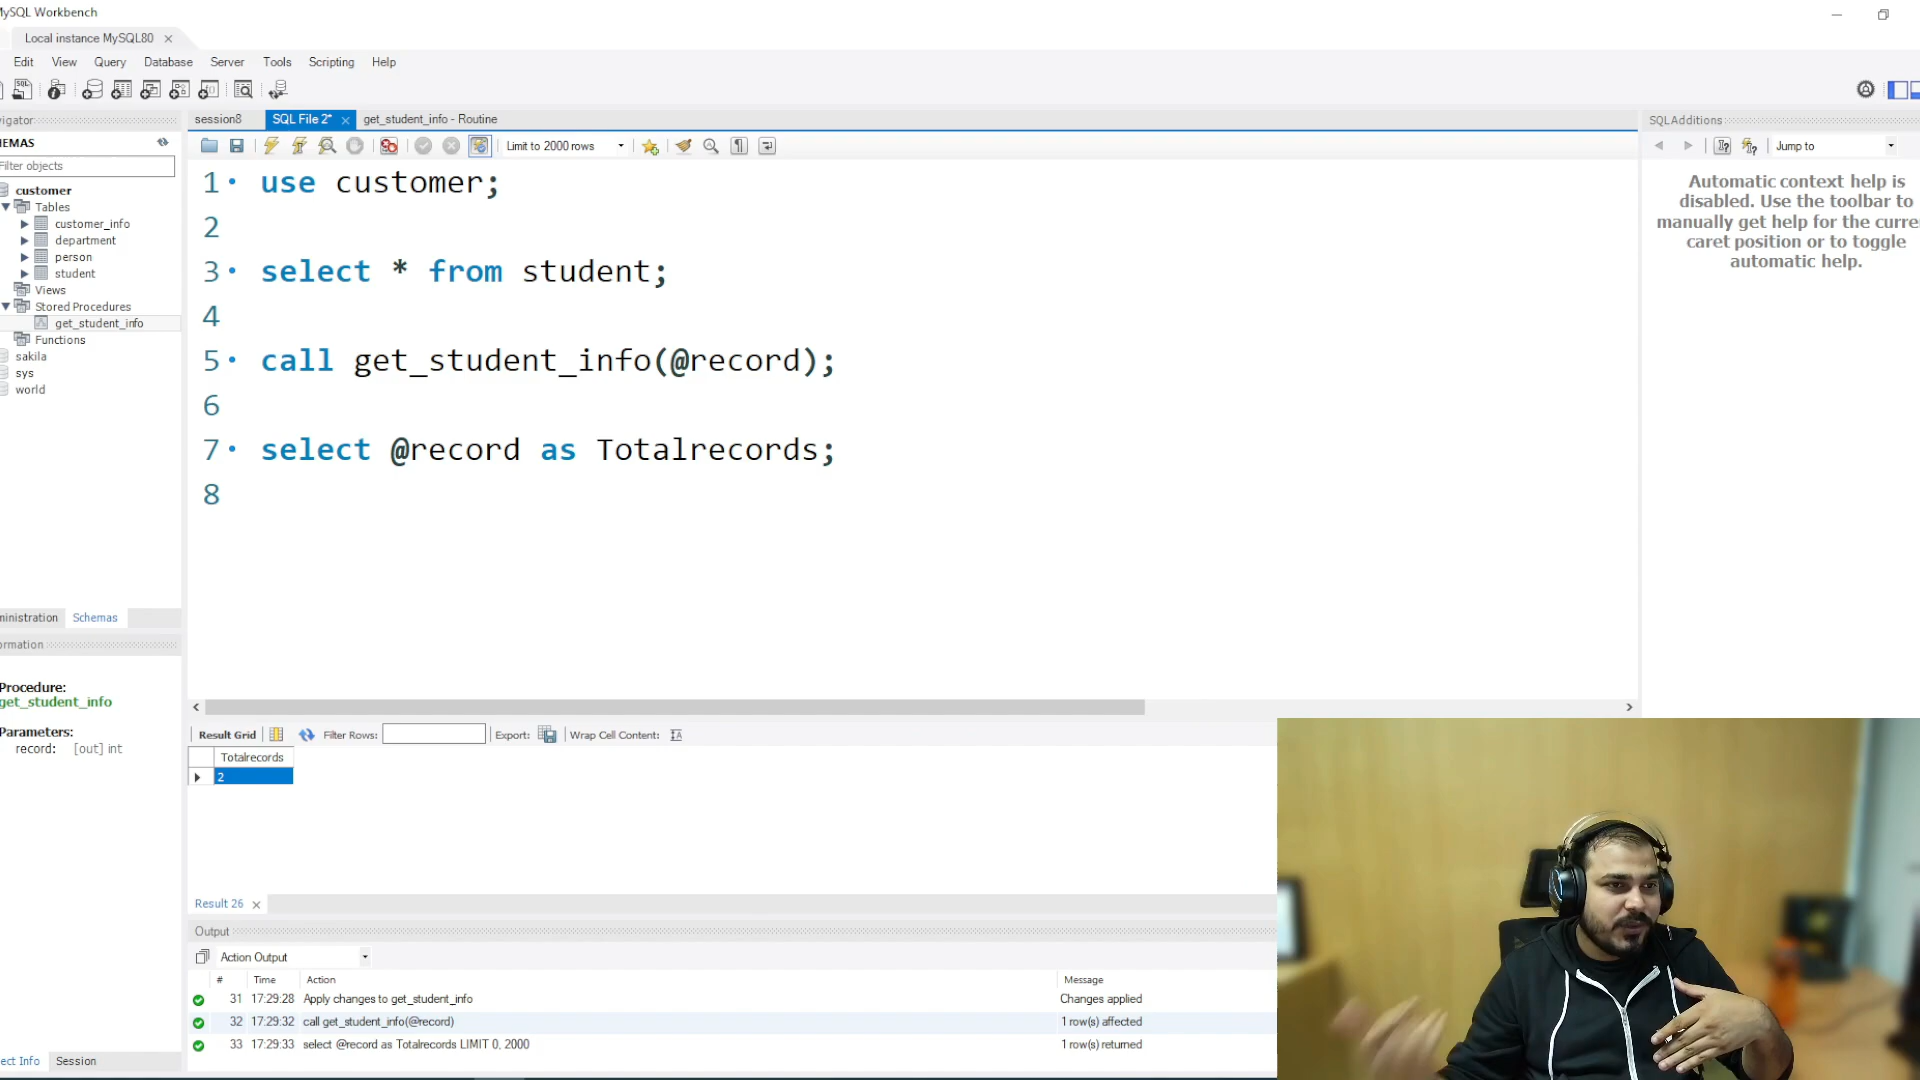 MySQL Workbench
Local instance MySQL80
Edit View Query Database Server Tools Scripting Help
session8 SQL File 2* get_student_info - Routine
Limit to 2000 rows
igator
EMAS
Filter objects
customer
Tables
customer_info
department
person
student
Views
Stored Procedures
get_student_info
Functions
sakila
sys
world
ministration Schemas
ormation
Procedure:
get_student_info
Parameters:
record: [out] int
ect Info Session
1 use customer;
2
3 select * from student;
4
5 call get_student_info(@record);
6
7 select @record as Totalrecords;
8
SQLAdditions
Jump to
Automatic context help is
disabled. Use the toolbar to
manually get help for the curre
caret position or to toggle
automatic help.
Result Grid Filter Rows: Export: Wrap Cell Content:
Totalrecords
2
Result 26
Output
Action Output
# Time Action Message
31 17:29:28 Apply changes to get_student_info Changes applied
32 17:29:32 call get_student_info(@record) 1 row(s) affected
33 17:29:33 select @record as Totalrecords LIMIT 0, 2000 1 row(s) returned